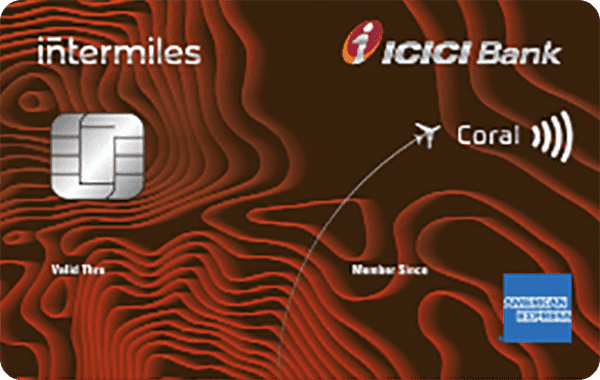 intermiles
ICICI Bank
Coral
Valid Thru
Member Since
AMERICAN
EXPRESS